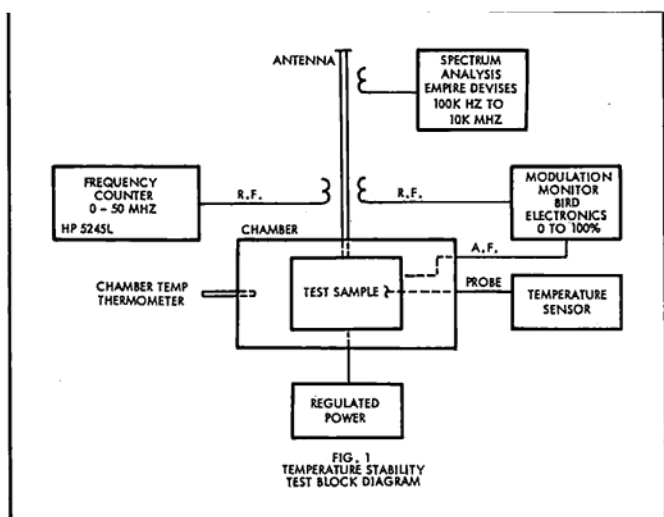 ANTENNA
SPECTRUM
ANALYSIS
EMPIRE DEVISES
100K HZ TO
10K MHZ
FREQUENCY
COUNTER
0 - 50 MHZ
HP 5245L
R.F.
R.F.
MODULATION
MONITOR
BIRD
ELECTRONICS
0 TO 100%
CHAMBER
A.F.
CHAMBER TEMP
THERMOMETER
TEST SAMPLE
PROBE
TEMPERATURE
SENSOR
REGULATED
POWER
FIG. 1
TEMPERATURE STABILITY
TEST BLOCK DIAGRAM